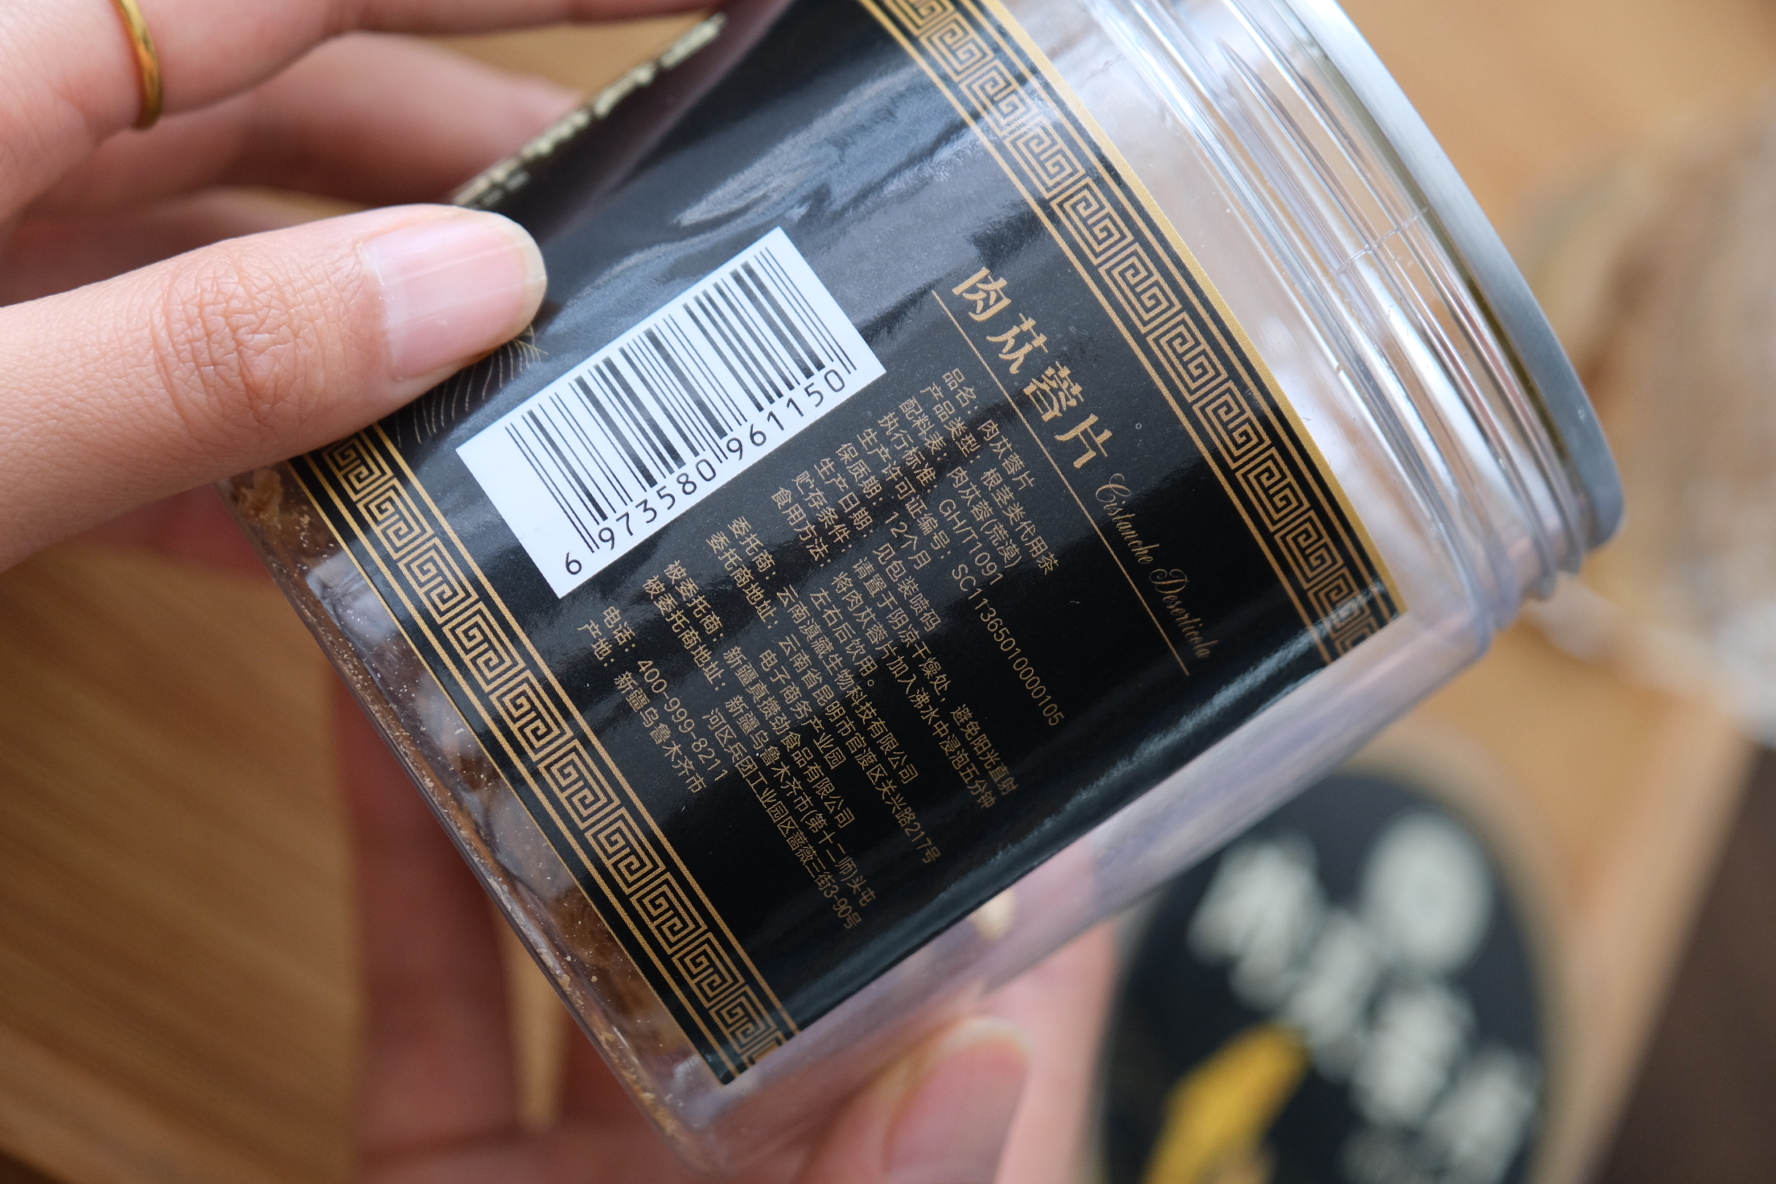 肉苁蓉片 Cistanche Deserticola
品名：肉苁蓉片
产品类型：根茎类代用茶
配料表：肉苁蓉(荒漠)
执行标准：GH/T1091
生产许可证编号：SC11365010000105
保质期：12个月
生产日期：见包装喷码
贮存条件：请置于阴凉干燥处，避免阳光直射
食用方法：将肉苁蓉片加入沸水中浸泡五分钟
左右后饮用。
委托商：云南滇底生物科技有限公司
委托商地址：云南省昆明市官渡区关兴路217号
电子商务产业园
被委托商：新疆真攒劲食品有限公司
被委托商地址：新疆乌鲁木齐市(第十二师)头屯
河区兵团工业园区蔷薇二街3-90号
电话：400-999-8211
产地：新疆乌鲁木齐市
6 973580 961150